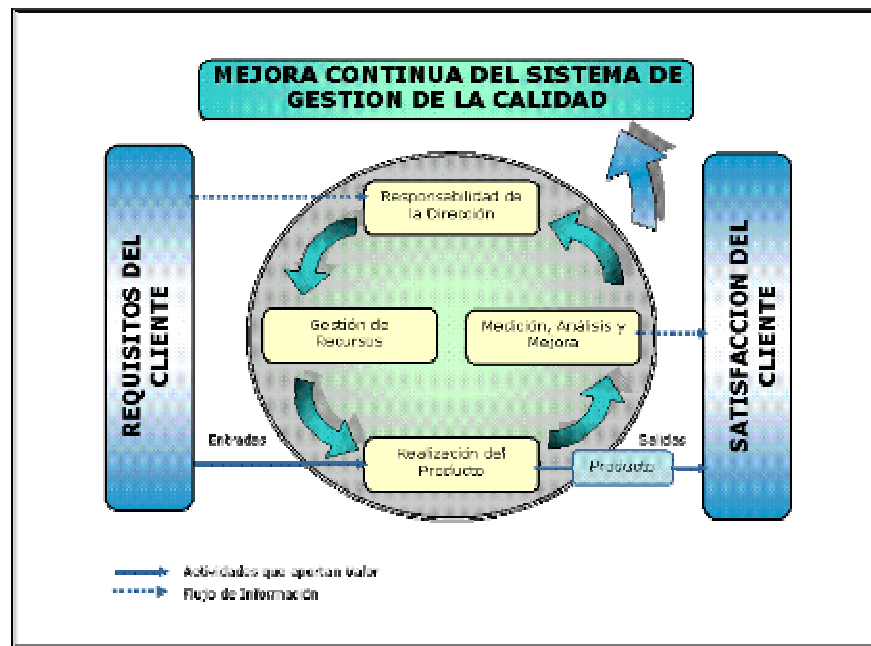 MEJORA CONTINUA DEL SISTEMA DE
GESTION DE LA CALIDAD
REQUISITOS DEL
CLIENTE
Responsabilidad de
la Dirección
Gestión de
Recursos
Medición, Análisis y
Mejora
Entradas
Realización del
Producto
Salidas
Producto
SATISFACCION DEL
CLIENTE
Actividades que aportan Valor
Flujo de Información